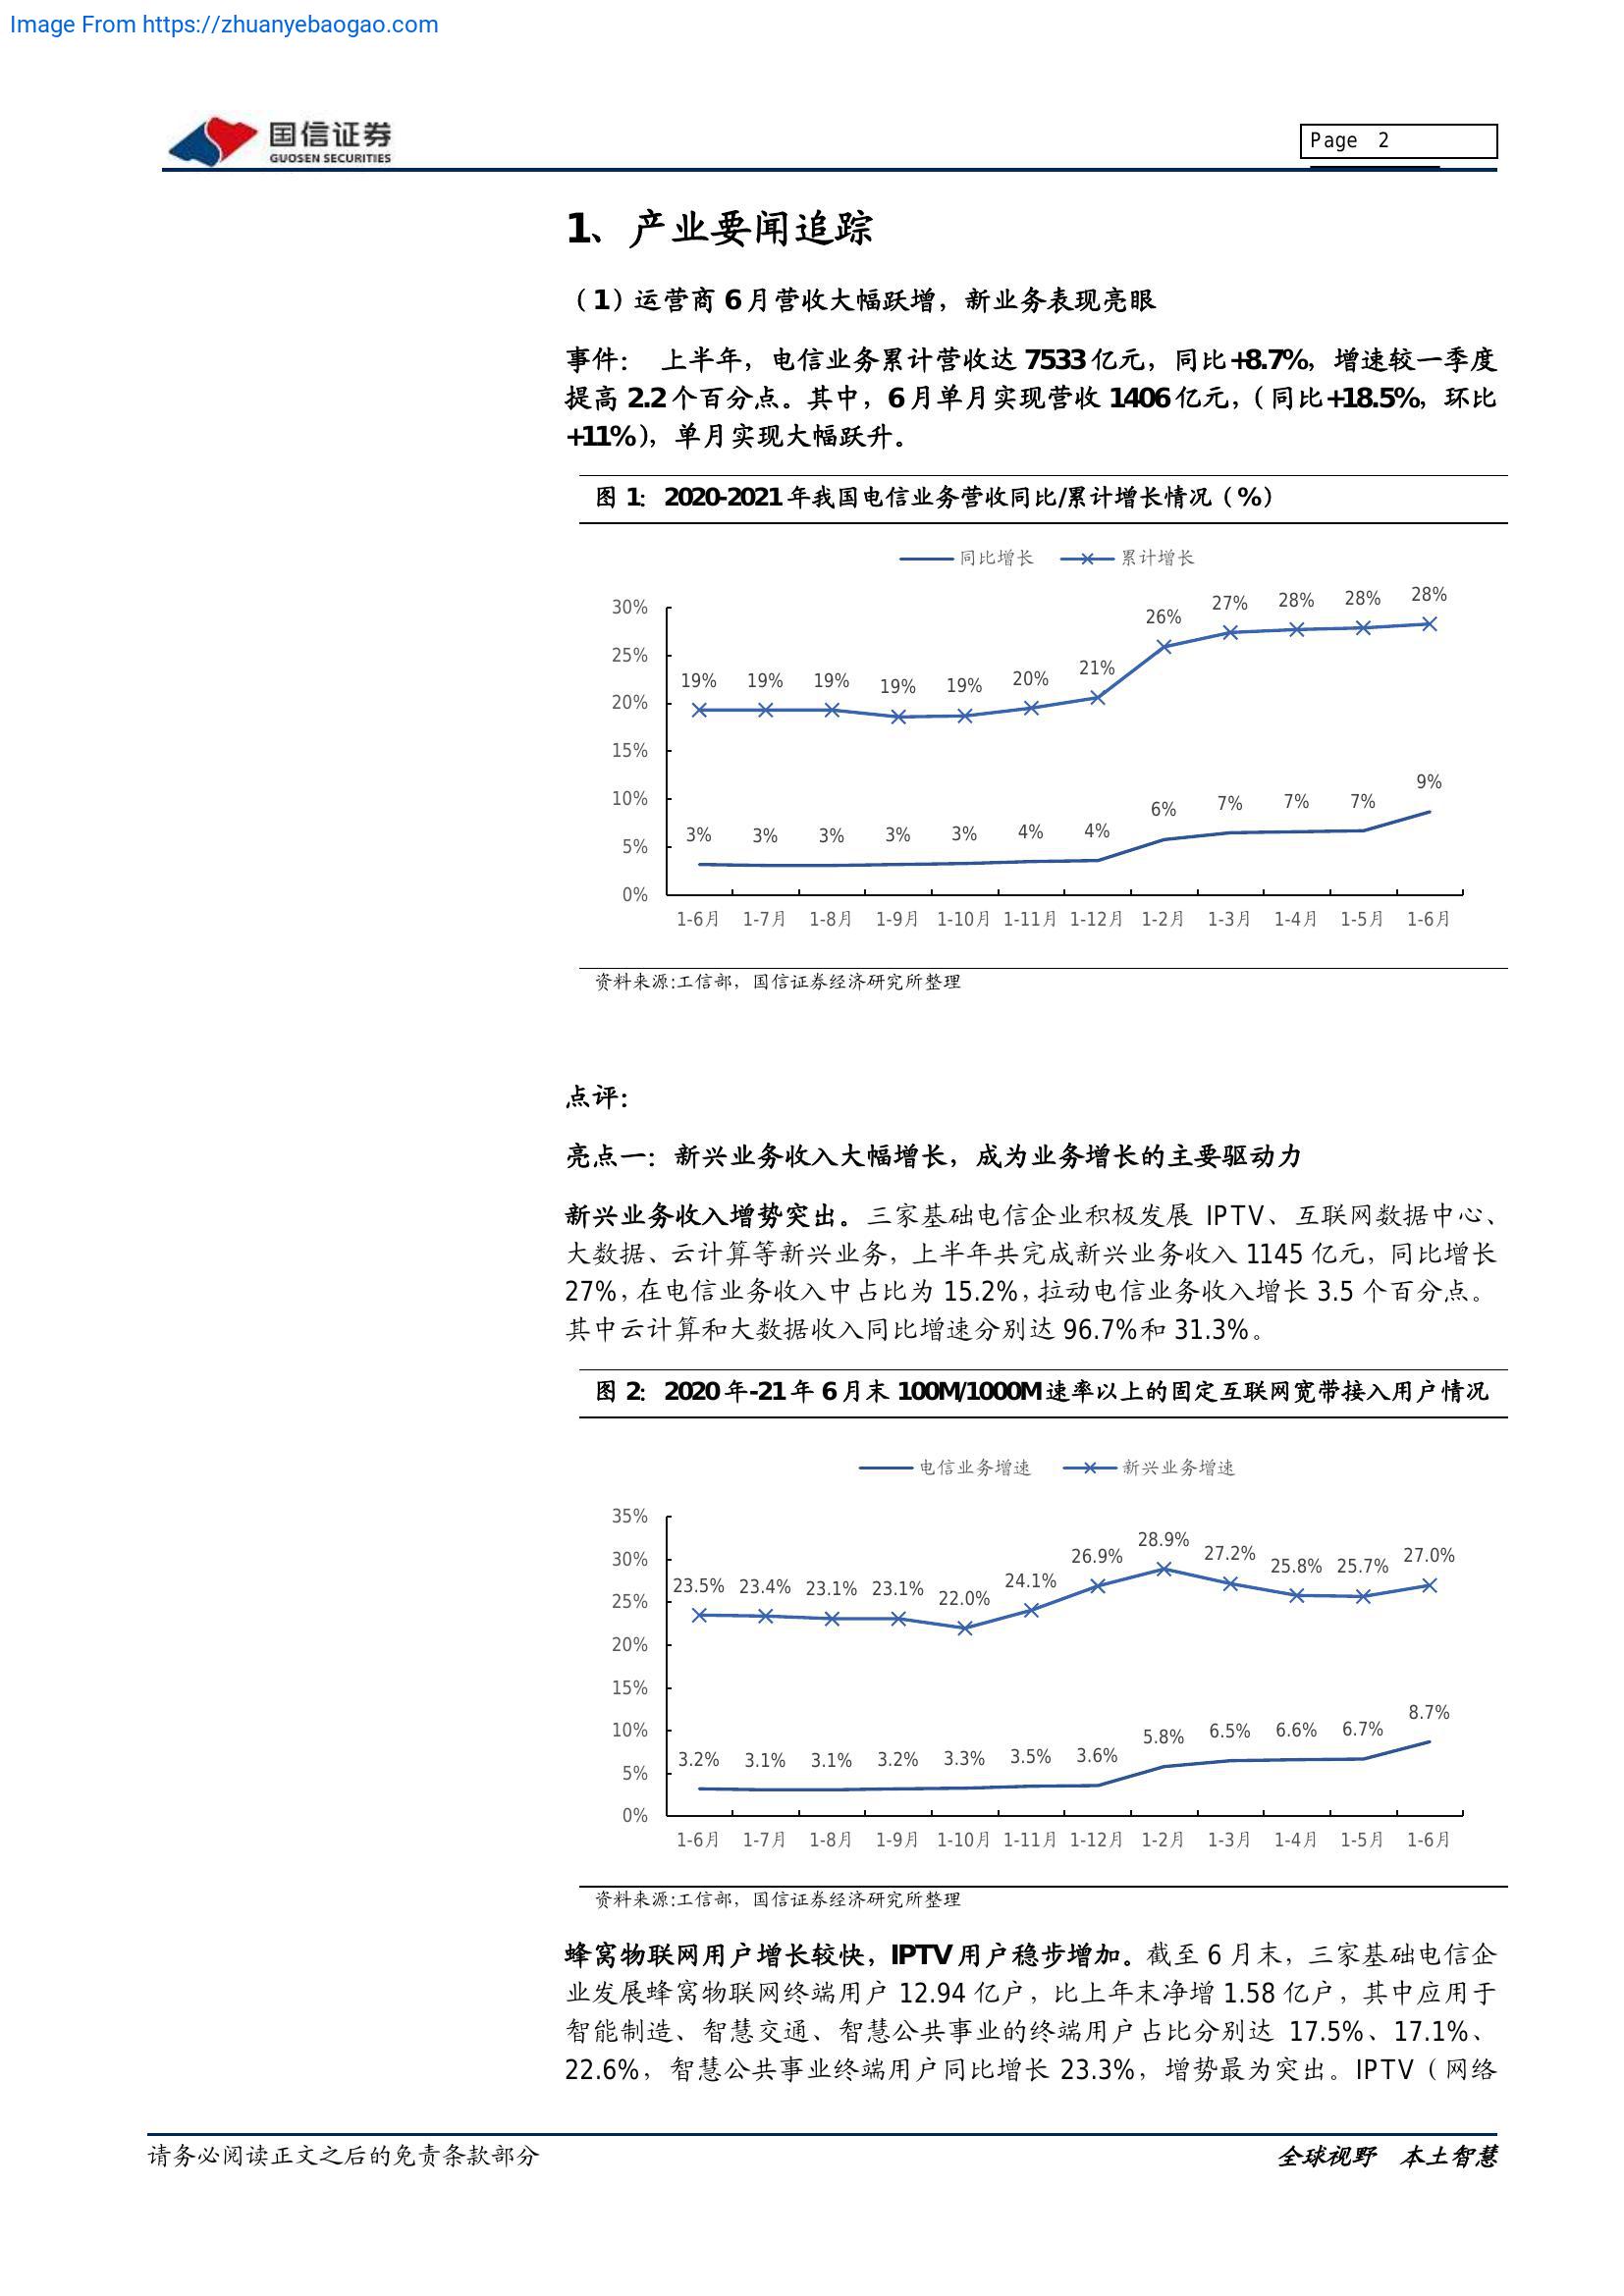 Image From https://zhuanyebaogao.com
国信证券
GUOSEN SECURITIES
Page 2
1、产业要闻追踪
（1）运营商 6 月营收大幅跃增，新业务表现亮眼
事件： 上半年，电信业务累计营收达 7533 亿元，同比+8.7%，增速较一季度
提高 2.2 个百分点。其中，6 月单月实现营收 1406 亿元，（同比+18.5%，环比
+11%），单月实现大幅跃升。
图 1： 2020-2021 年我国电信业务营收同比/累计增长情况（%）
同比增长 累计增长
30%
25%
20%
15%
10%
5%
0%
19% 19% 19% 19% 19% 20% 21% 26% 27% 28% 28% 28%
3% 3% 3% 3% 3% 4% 4% 6% 7% 7% 7% 9%
1-6月 1-7月 1-8月 1-9月 1-10月 1-11月 1-12月 1-2月 1-3月 1-4月 1-5月 1-6月
资料来源:工信部，国信证券经济研究所整理
点评：
亮点一：新兴业务收入大幅增长，成为业务增长的主要驱动力
新兴业务收入增势突出。三家基础电信企业积极发展 IPTV、互联网数据中心、
大数据、云计算等新兴业务，上半年共完成新兴业务收入 1145 亿元，同比增长
27%，在电信业务收入中占比为 15.2%，拉动电信业务收入增长 3.5 个百分点。
其中云计算和大数据收入同比增速分别达 96.7%和 31.3%。
图 2： 2020 年-21 年 6 月末 100M/1000M 速率以上的固定互联网宽带接入用户情况
电信业务增速 新兴业务增速
35%
30%
25%
20%
15%
10%
5%
0%
23.5% 23.4% 23.1% 23.1% 22.0% 24.1% 26.9% 28.9% 27.2% 25.8% 25.7% 27.0%
3.2% 3.1% 3.1% 3.2% 3.3% 3.5% 3.6% 5.8% 6.5% 6.6% 6.7% 8.7%
1-6月 1-7月 1-8月 1-9月 1-10月 1-11月 1-12月 1-2月 1-3月 1-4月 1-5月 1-6月
资料来源:工信部，国信证券经济研究所整理
蜂窝物联网用户增长较快，IPTV 用户稳步增加。截至 6 月末，三家基础电信企
业发展蜂窝物联网终端用户 12.94 亿户，比上年末净增 1.58 亿户，其中应用于
智能制造、智慧交通、智慧公共事业的终端用户占比分别达 17.5%、17.1%、
22.6%，智慧公共事业终端用户同比增长 23.3%，增势最为突出。IPTV（网络
请务必阅读正文之后的免责条款部分
全球视野 本土智慧